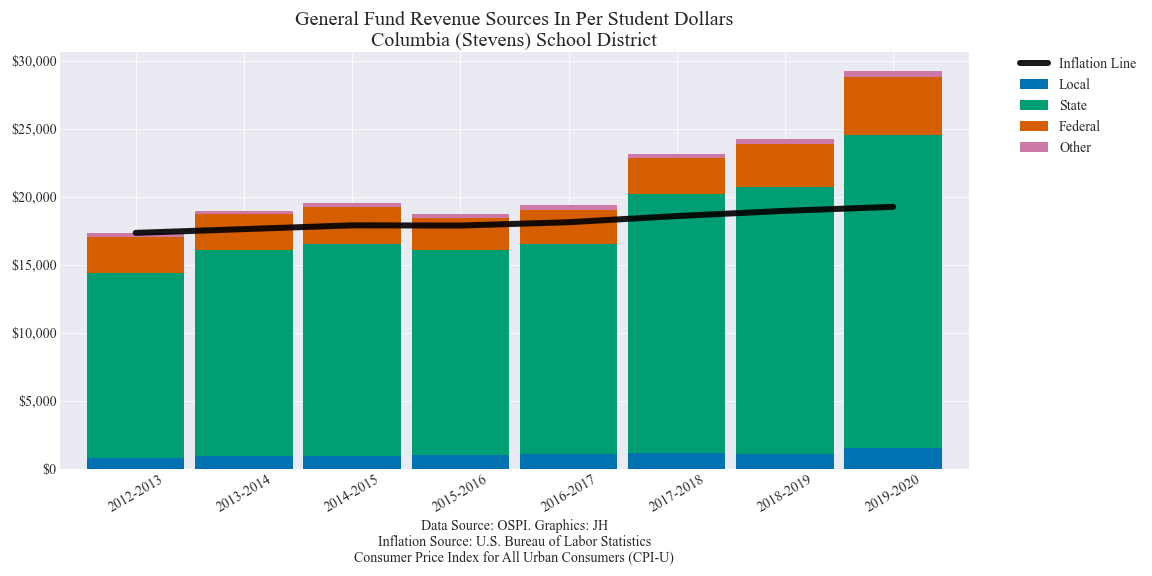 General Fund Revenue Sources In Per Student Dollars
Columbia (Stevens) School District
$30,000
$25,000
$20,000
$15,000
$10,000
$5,000
$0
Inflation Line
Local
State
Federal
Other
2012-2013
2013-2014
2014-2015
2015-2016
2016-2017
2017-2018
2018-2019
2019-2020
Data Source: OSPI. Graphics: JH
Inflation Source: U.S. Bureau of Labor Statistics
Consumer Price Index for All Urban Consumers (CPI-U)